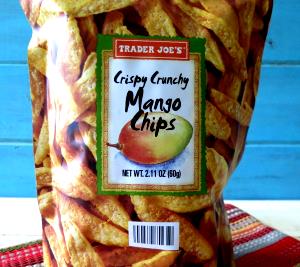 TRADER JOE'S
Crispy Crunchy
Mango
Chips
NET WT. 2.11 OZ (60g)